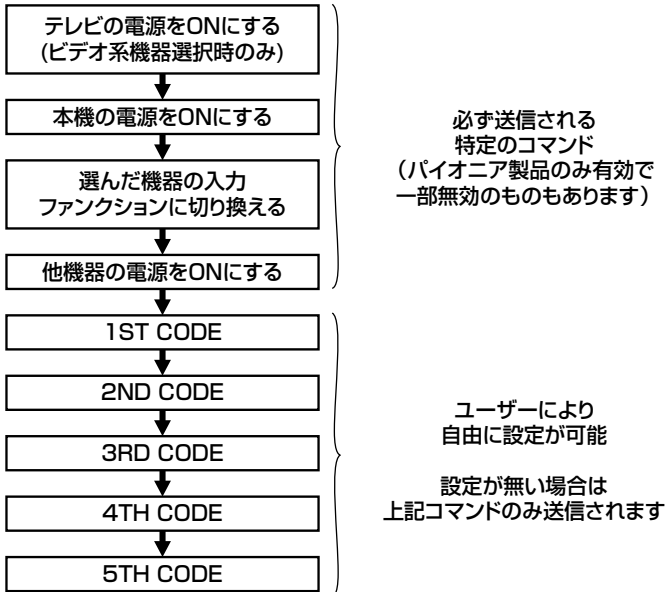 テレビの電源をONにする
(ビデオ系機器選択時のみ)
本機の電源をONにする
選んだ機器の入力
ファンクションに切り換える
他機器の電源をONにする
必ず送信される
特定のコマンド
(パイオニア製品のみ有効で
一部無効のものもあります)
1ST CODE
2ND CODE
3RD CODE
4TH CODE
5TH CODE
ユーザーにより
自由に設定が可能
設定が無い場合は
上記コマンドのみ送信されます